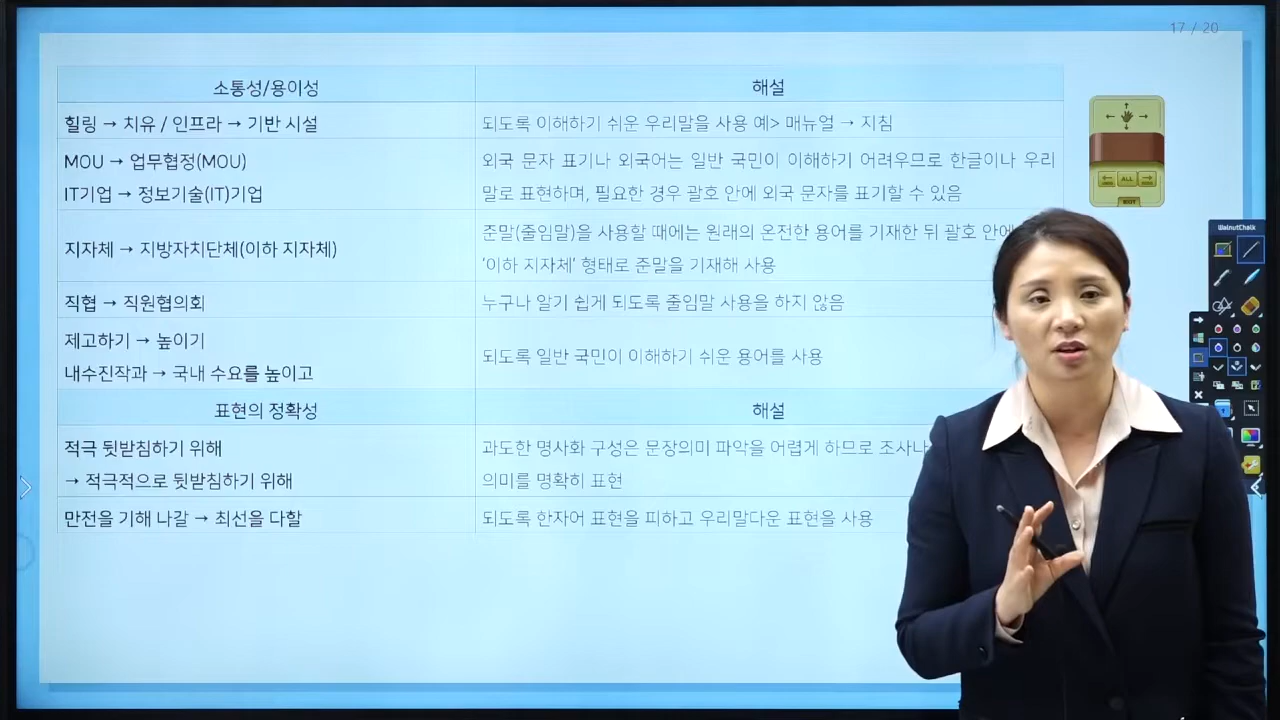 17 / 20
소통성/용이성
해설
힐링 → 치유 / 인프라 → 기반 시설
되도록 이해하기 쉬운 우리말을 사용 예> 매뉴얼 → 지침
MOU → 업무협정(MOU)
IT기업 → 정보기술(IT)기업
외국 문자 표기나 외국어는 일반 국민이 이해하기 어려우므로 한글이나 우리
말로 표현하며, 필요한 경우 괄호 안에 외국 문자를 표기할 수 있음
지자체 → 지방자치단체(이하 지자체)
준말(줄임말)을 사용할 때에는 원래의 온전한 용어를 기재한 뒤 괄호 안에
'이하 지자체' 형태로 준말을 기재해 사용
직협 → 직원협의회
누구나 알기 쉽게 되도록 줄임말 사용을 하지 않음
제고하기 → 높이기
내수진작과 → 국내 수요를 높이고
되도록 일반 국민이 이해하기 쉬운 용어를 사용
표현의 정확성
해설
적극 뒷받침하기 위해
→ 적극적으로 뒷받침하기 위해
과도한 명사화 구성은 문장의미 파악을 어렵게 하므로 조사나
의미를 명확히 표현
만전을 기해 나갈 → 최선을 다할
되도록 한자어 표현을 피하고 우리말다운 표현을 사용
ALL
EXIT
WalnutChalk